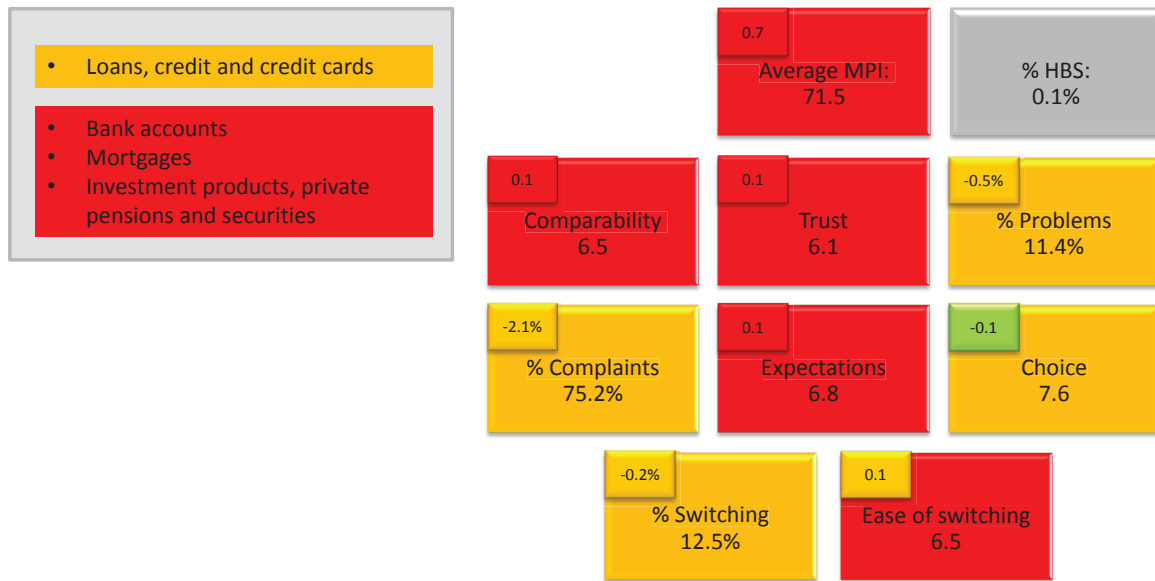 • Loans, credit and credit cards
• Bank accounts
• Mortgages
• Investment products, private
pensions and securities
0.7
Average MPI:
71.5
% HBS:
0.1%
0.1
Comparability
6.5
0.1
Trust
6.1
-0.5%
% Problems
11.4%
-2.1%
% Complaints
75.2%
0.1
Expectations
6.8
-0.1
Choice
7.6
-0.2%
% Switching
12.5%
0.1
Ease of switching
6.5